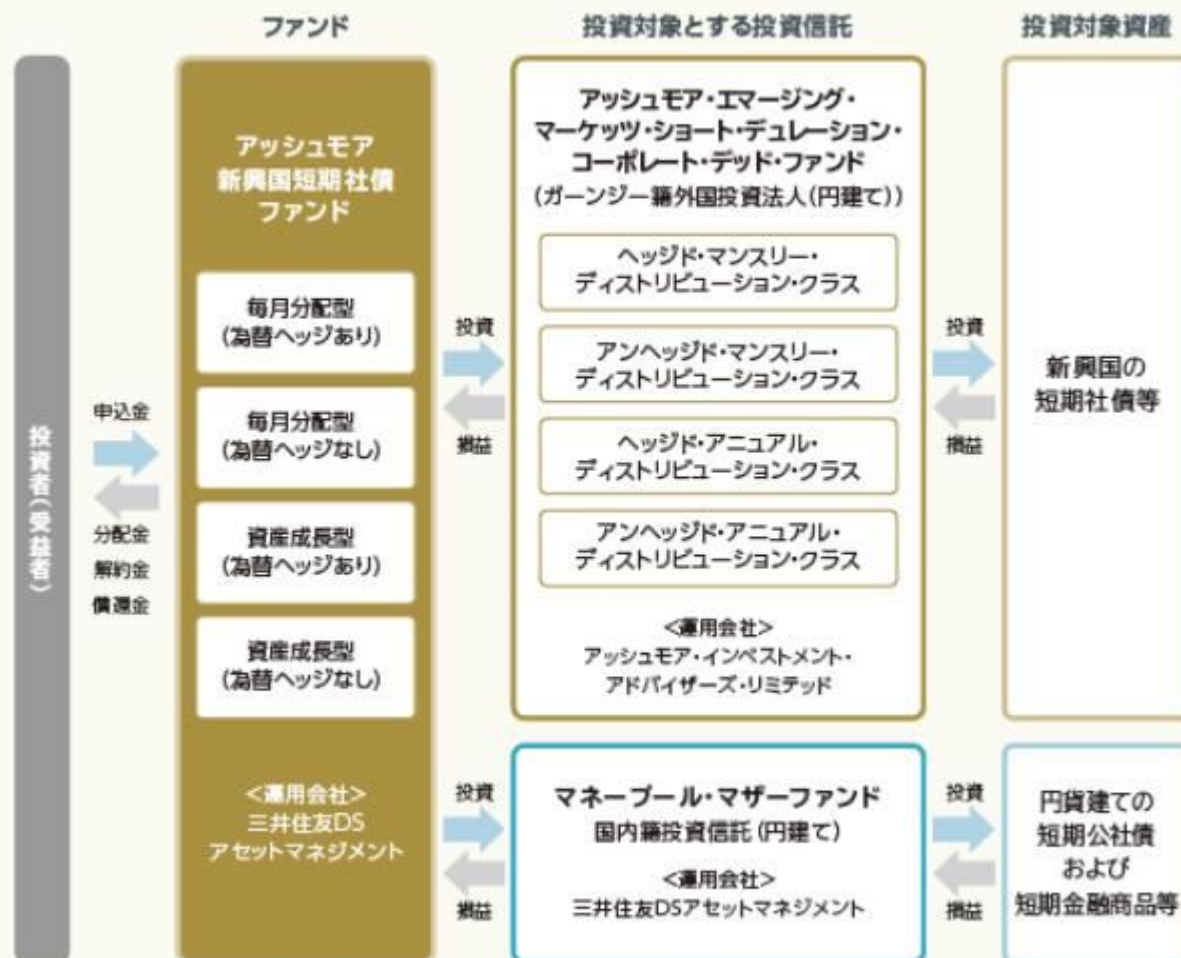 ファンド
投資対象とする投資信託
投資対象資産
投資者(受益者)
申込金
分配金
解約金
償還金
アッシュモア
新興国短期社債
ファンド
毎月分配型
(為替ヘッジあり)
毎月分配型
(為替ヘッジなし)
資産成長型
(為替ヘッジあり)
資産成長型
(為替ヘッジなし)
<運用会社>
三井住友DS
アセットマネジメント
投資
損益
投資
損益
アッシュモア・エマージング・
マーケッツ・ショート・デュレーション・
コーポレート・デッド・ファンド
(ガーンジー籍外国投資法人(円建て))
ヘッジド・マンスリー・
ディストリビューション・クラス
アンヘッジド・マンスリー・
ディストリビューション・クラス
ヘッジド・アニュアル・
ディストリビューション・クラス
アンヘッジド・アニュアル・
ディストリビューション・クラス
<運用会社>
アッシュモア・インベストメント・
アドバイザーズ・リミテッド
マネープール・マザーファンド
国内籍投資信託(円建て)
<運用会社>
三井住友DSアセットマネジメント
投資
損益
投資
損益
新興国の
短期社債等
円貨建ての
短期公社債
および
短期金融商品等